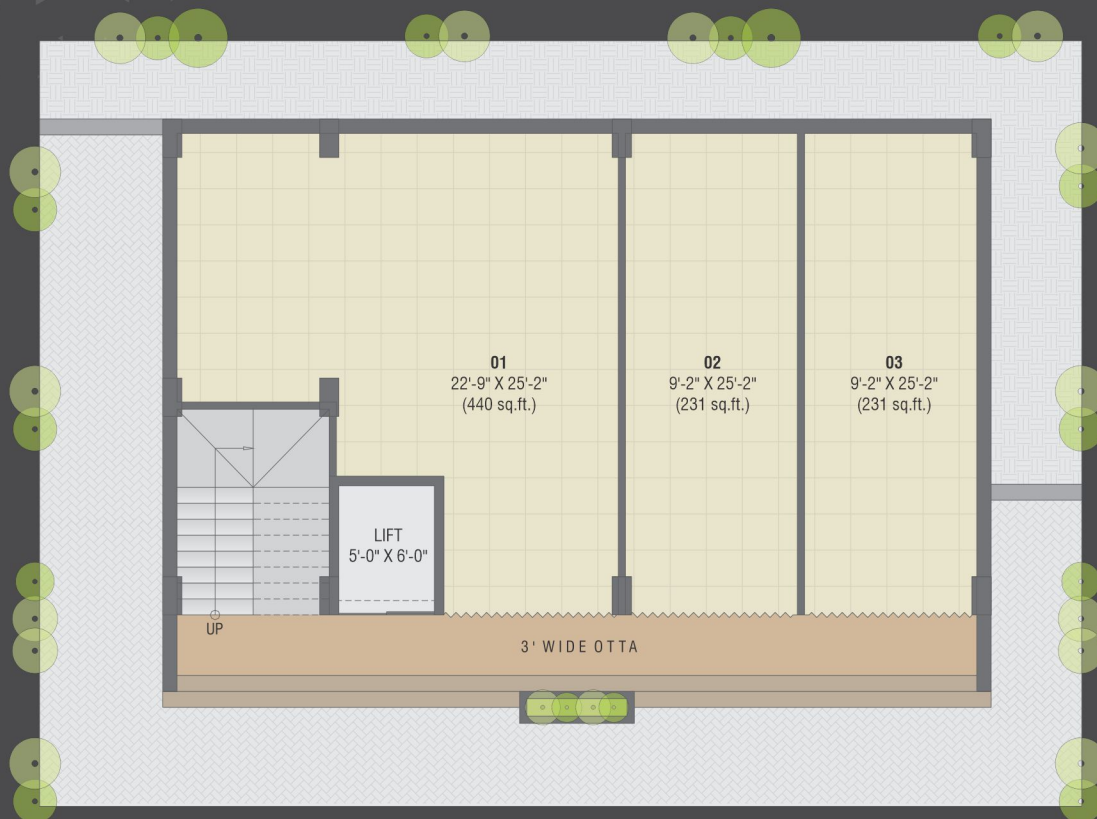 01
22'-9" X 25'-2"
(440 sq.ft.)
02
9'-2" X 25'-2"
(231 sq.ft.)
03
9'-2" X 25'-2"
(231 sq.ft.)
LIFT
5'-0" X 6'-0"
UP
3' WIDE OTTA